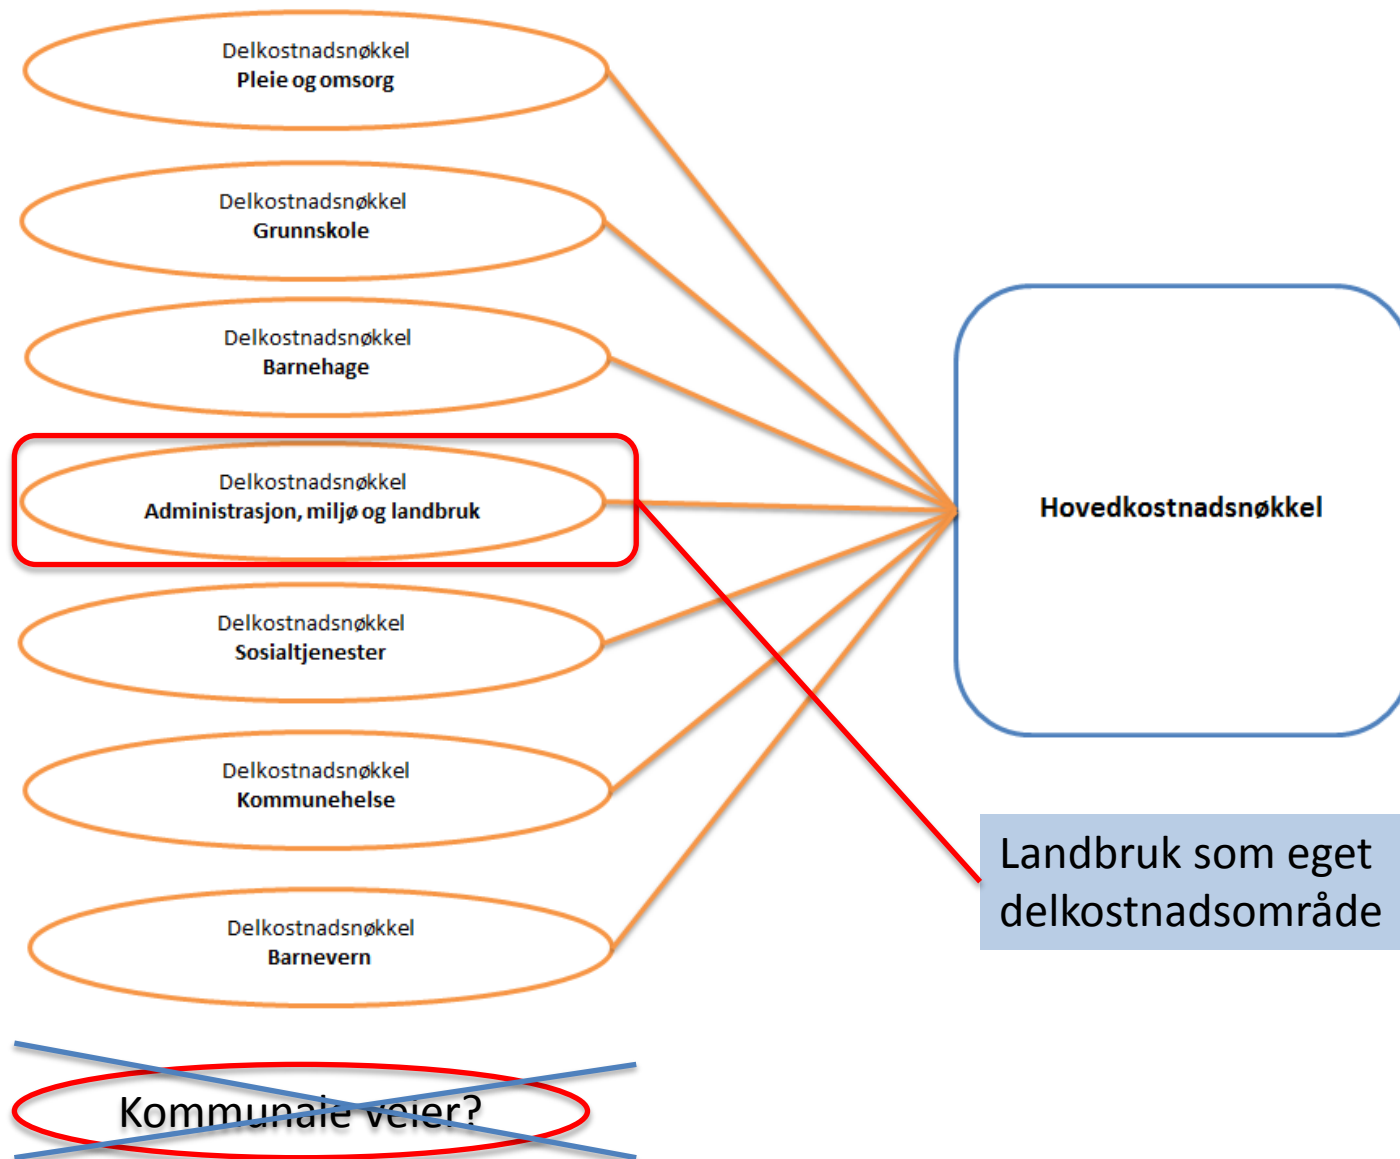 Delkostnadsnøkkel
Pleie og omsorg
Delkostnadsnøkkel
Grunnskole
Delkostnadsnøkkel
Barnehage
Delkostnadsnøkkel
Administrasjon, miljø og landbruk
Delkostnadsnøkkel
Sosialtjenester
Delkostnadsnøkkel
Kommunehelse
Delkostnadsnøkkel
Barnevern
Kommunale veier?
Hovedkostnadsnøkkel
Landbruk som eget
delkostnadsområde